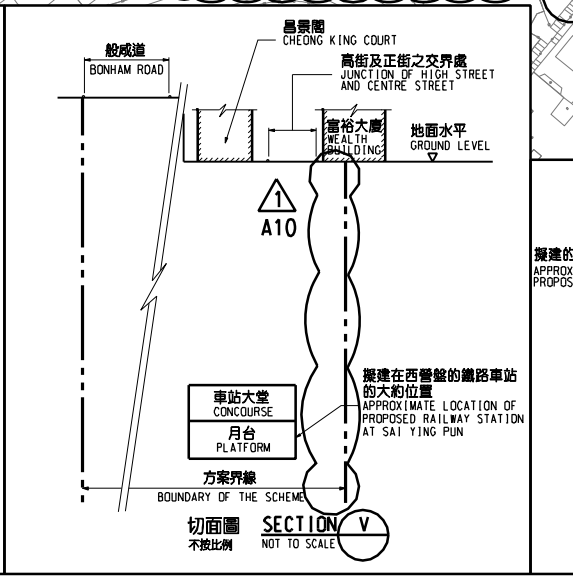 昌景閣
CHEONG KING COURT
般咸道
BONHAM ROAD
高街及正街之交界處
JUNCTION OF HIGH STREET
AND CENTRE STREET
富裕大廈
WEALTH
BUILDING
地面水平
GROUND LEVEL
1
A10
擬建的
APPROX
PROPOS
車站大堂
CONCOURSE
月台
PLATFORM
擬建在西營盤的鐵路車站
的大約位置
APPROXIMATE LOCATION OF
PROPOSED RAILWAY STATION
AT SAI YING PUN
方案界線
BOUNDARY OF THE SCHEME
切面圖 SECTION V
不按比例 NOT TO SCALE